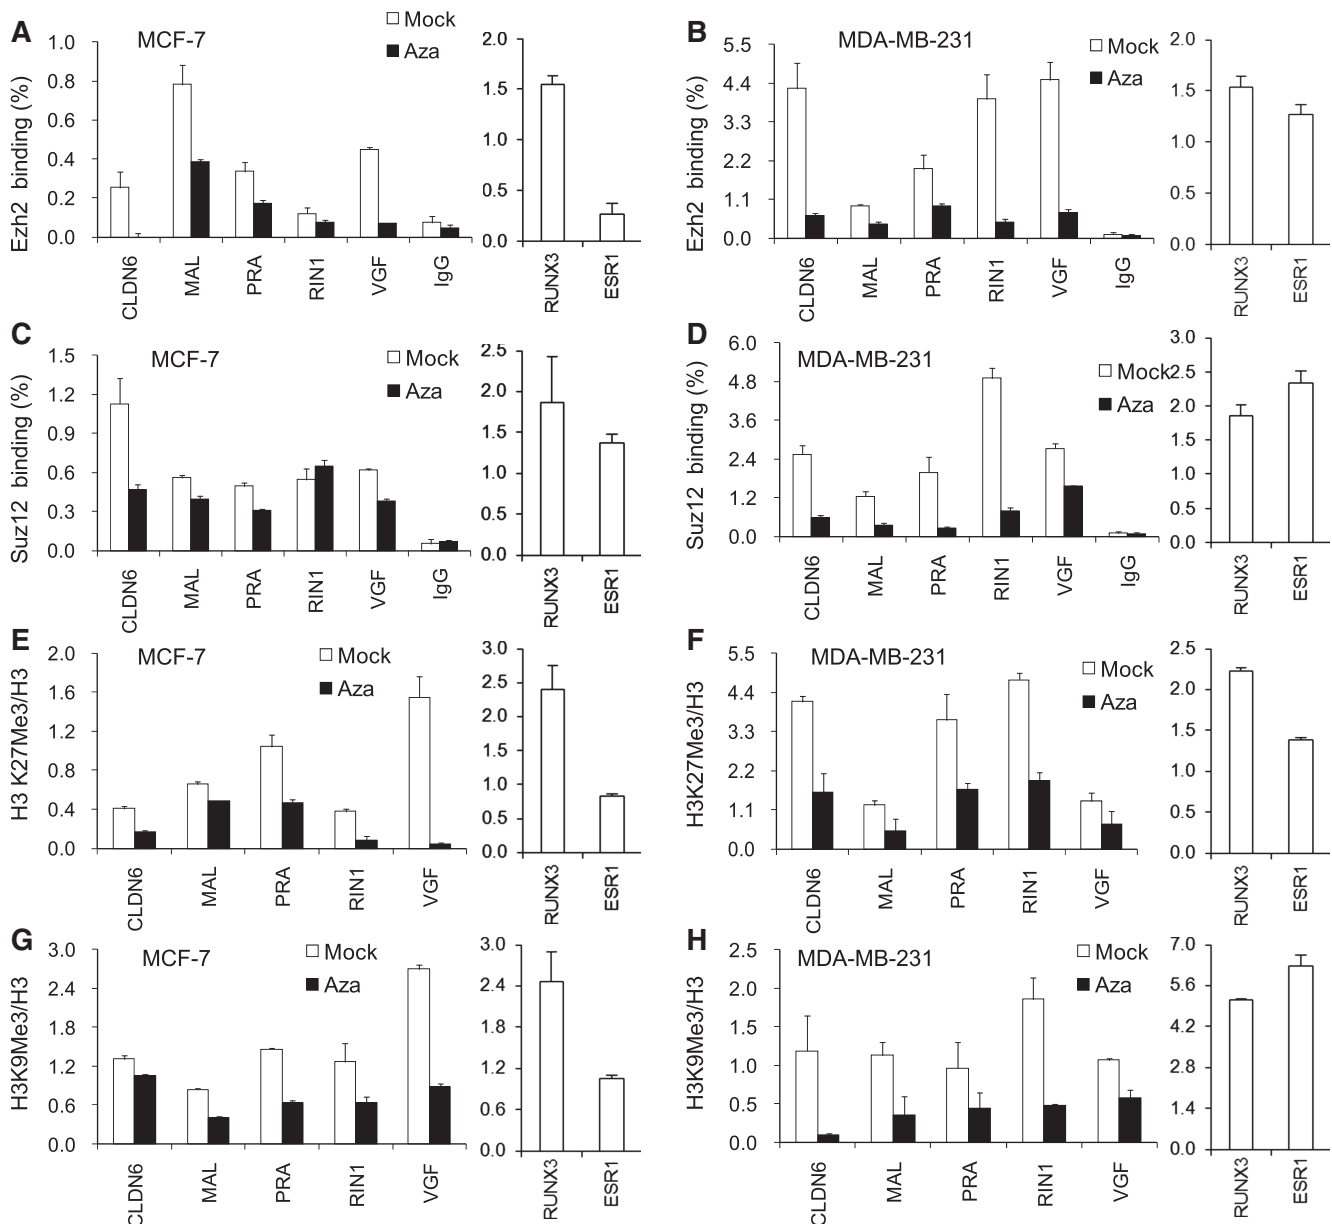 A
MCF-7
Mock
Aza
Ezh2 binding (%)
1.0
0.8
0.6
0.4
0.2
0.0
CLDN6
MAL
PRA
RIN1
VGF
IgG
2.0
1.5
1.0
0.5
0.0
RUNX3
ESR1
B
MDA-MB-231
Mock
Aza
Ezh2 binding (%)
5.5
4.4
3.3
2.2
1.1
0.0
CLDN6
MAL
PRA
RIN1
VGF
IgG
2.0
1.5
1.0
0.5
0.0
RUNX3
ESR1
C
MCF-7
Mock
Aza
Suz12 binding (%)
1.5
1.2
0.9
0.6
0.3
0.0
CLDN6
MAL
PRA
RIN1
VGF
IgG
2.5
2.0
1.5
1.0
0.5
0.0
RUNX3
ESR1
D
MDA-MB-231
Mock
Aza
Suz12 binding (%)
6.0
4.8
3.6
2.4
1.2
0.0
CLDN6
MAL
PRA
RIN1
VGF
IgG
3.0
2.5
2.0
1.5
1.0
0.5
0.0
RUNX3
ESR1
E
MCF-7
Mock
Aza
H3 K27Me3/H3
2.0
1.6
1.2
0.8
0.4
0.0
CLDN6
MAL
PRA
RIN1
VGF
3.0
2.5
2.0
1.5
1.0
0.5
0.0
RUNX3
ESR1
F
MDA-MB-231
Mock
Aza
H3K27Me3/H3
5.5
4.4
3.3
2.2
1.1
0.0
CLDN6
MAL
PRA
RIN1
VGF
2.5
2.0
1.5
1.0
0.5
0.0
RUNX3
ESR1
G
MCF-7
Mock
Aza
H3K9Me3/H3
3.0
2.4
1.8
1.2
0.6
0.0
CLDN6
MAL
PRA
RIN1
VGF
3.0
2.4
1.8
1.2
0.6
0.0
RUNX3
ESR1
H
MDA-MB-231
Mock
Aza
H3K9Me3/H3
2.5
2.0
1.5
1.0
0.5
0.0
CLDN6
MAL
PRA
RIN1
VGF
7.0
5.6
4.2
2.8
1.4
0.0
RUNX3
ESR1